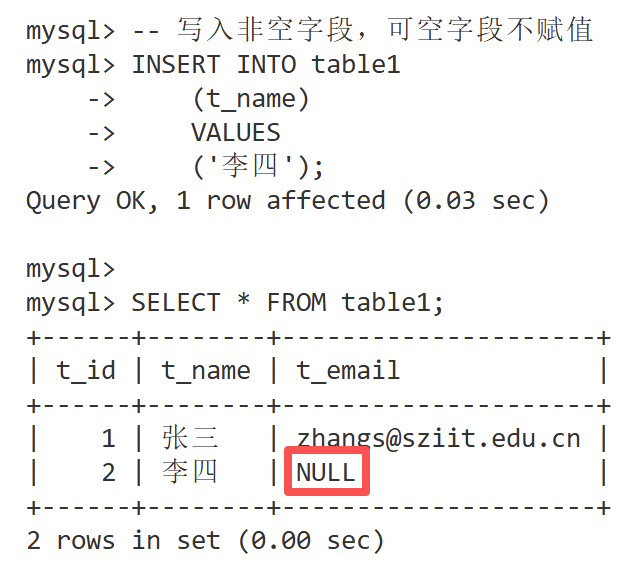 mysql> -- 写入非空字段，可空字段不赋值
mysql> INSERT INTO table1
    ->     (t_name)
    ->     VALUES
    ->     ('李四');
Query OK, 1 row affected (0.03 sec)

mysql>
mysql> SELECT * FROM table1;
+------+--------+---------------------+
| t_id | t_name | t_email             |
+------+--------+---------------------+
|    1 | 张三   | zhangs@sziit.edu.cn |
|    2 | 李四   | NULL                |
+------+--------+---------------------+
2 rows in set (0.00 sec)